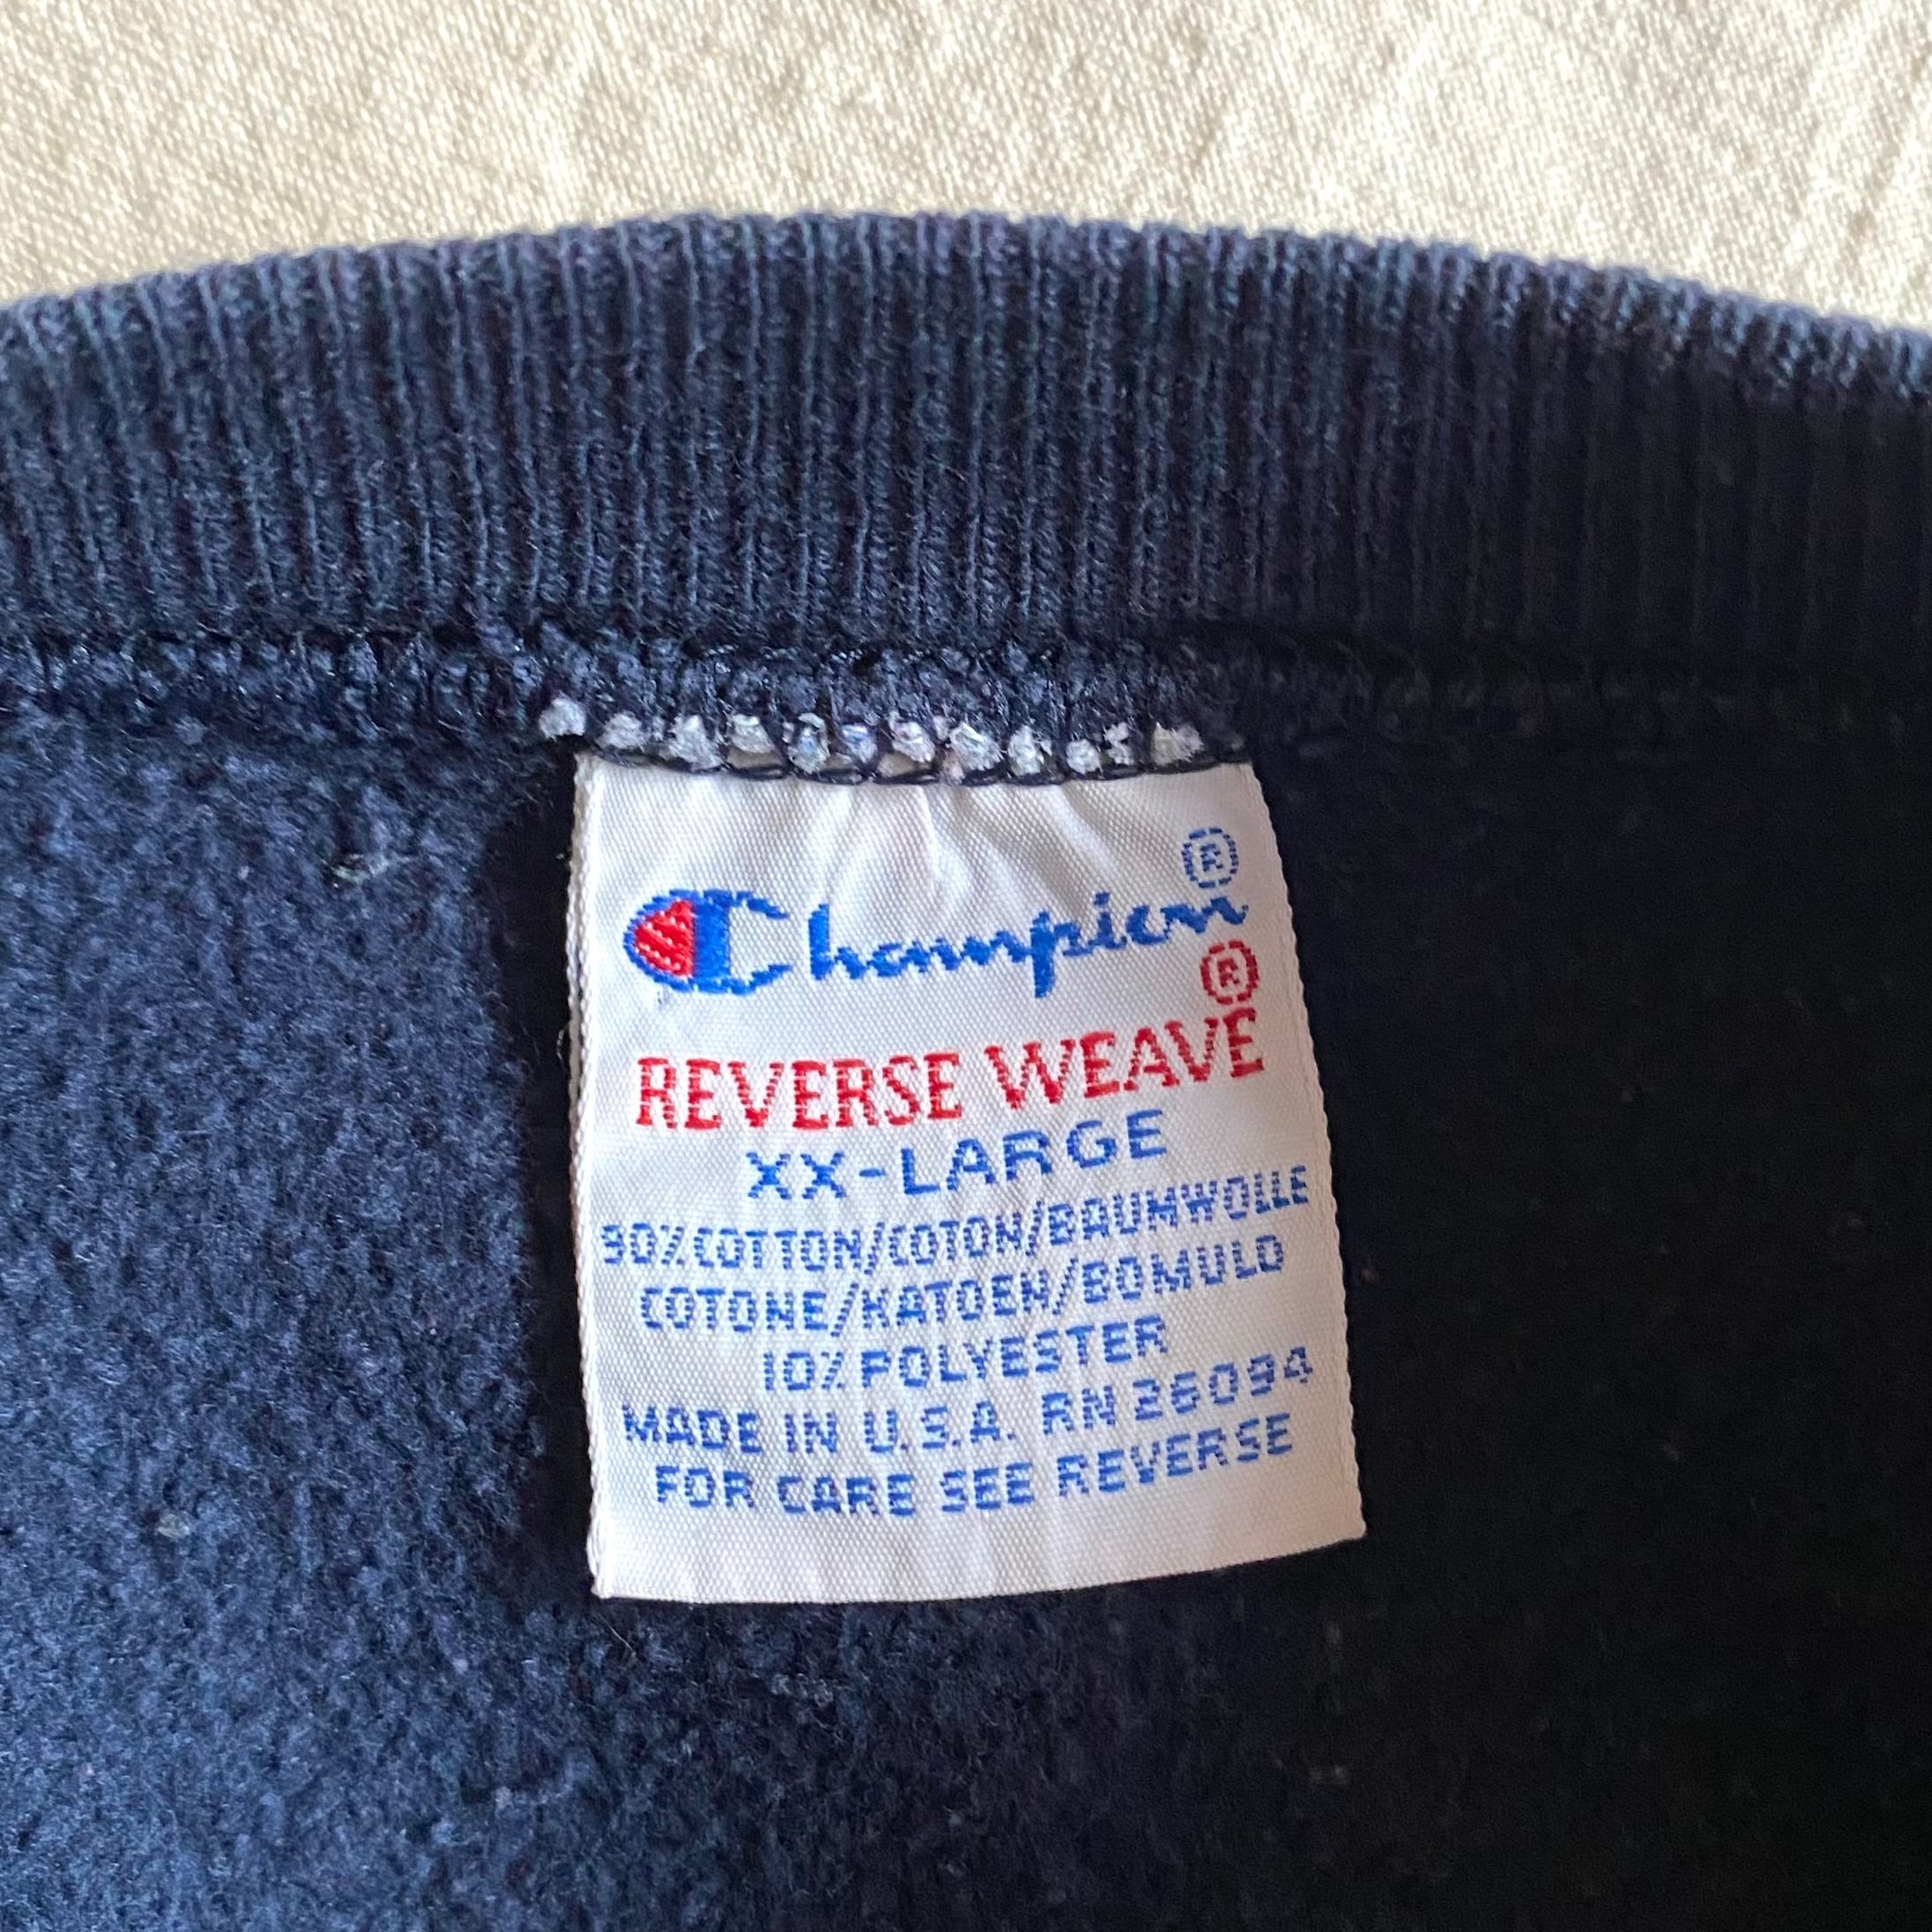 Champion®
REVERSE WEAVE®
XX-LARGE
90% COTTON/COTON/BAUMWOLLE
COTONE/KATOEN/BOMULD
10% POLYESTER
MADE IN U.S.A. RN 26094
FOR CARE SEE REVERSE